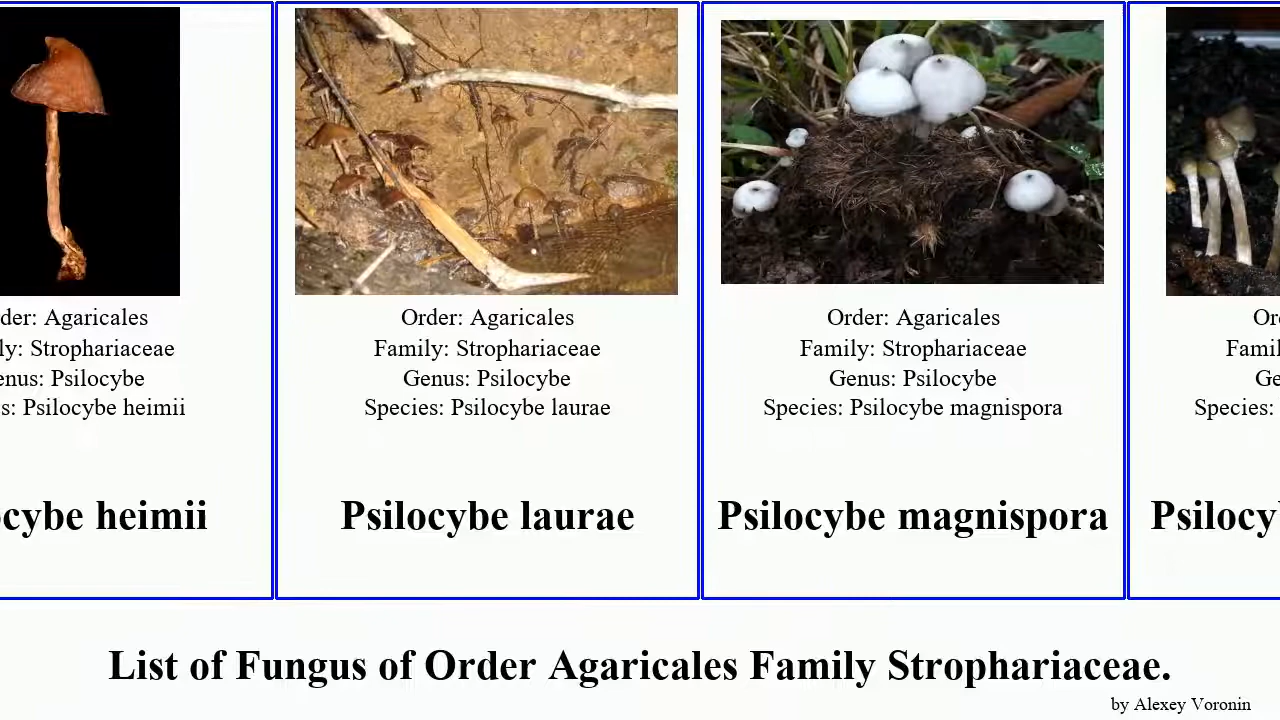 der: Agaricales
ly: Strophariaceae
enus: Psilocybe
s: Psilocybe heimii
ocybe heimii
Order: Agaricales
Family: Strophariaceae
Genus: Psilocybe
Species: Psilocybe laurae
Psilocybe laurae
Order: Agaricales
Family: Strophariaceae
Genus: Psilocybe
Species: Psilocybe magnispora
Psilocybe magnispora
Or
Famil
Ge
Species:
Psilocy
List of Fungus of Order Agaricales Family Strophariaceae.
by Alexey Voronin